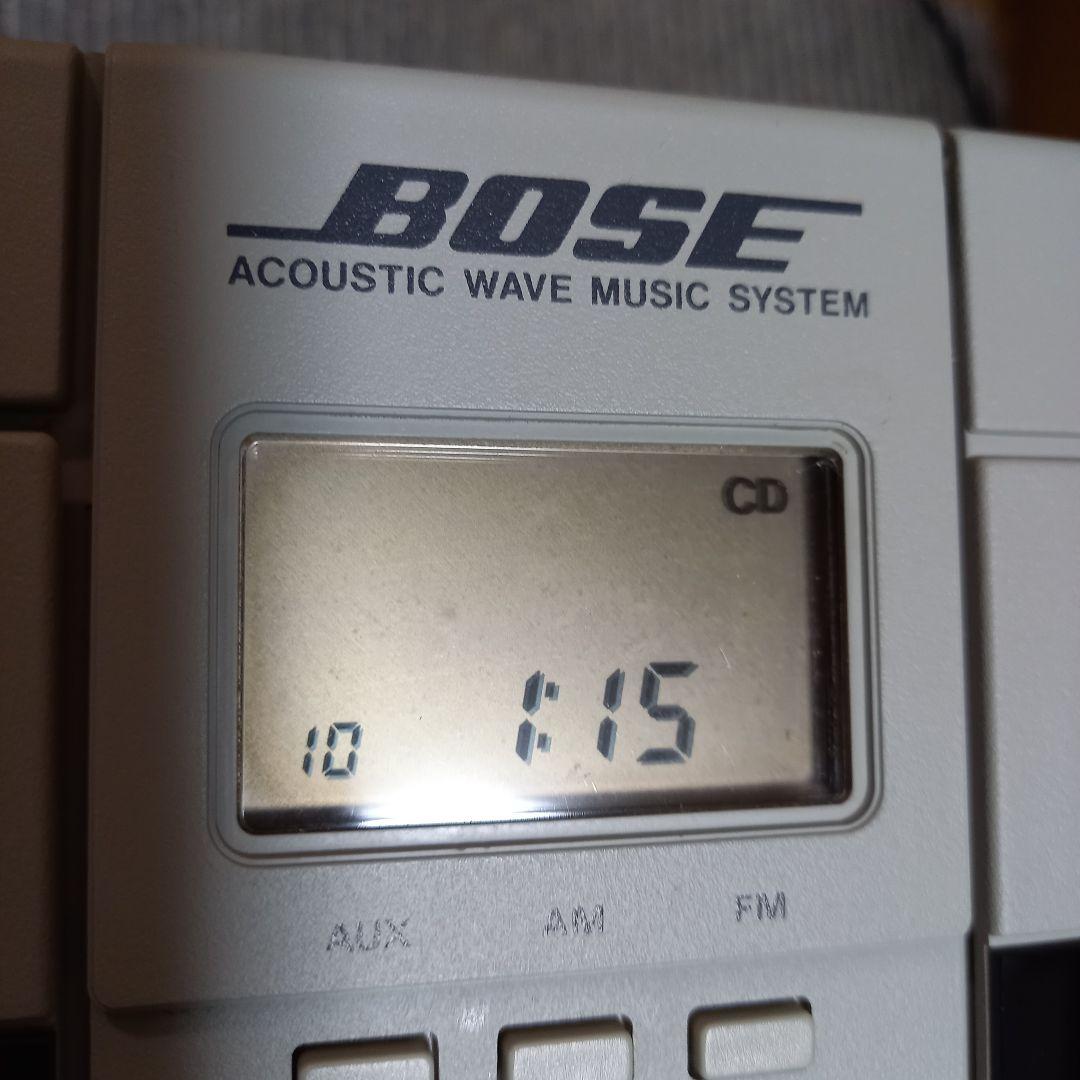 BOSE
ACOUSTIC WAVE MUSIC SYSTEM
CD
10 1:15
AUX AM FM